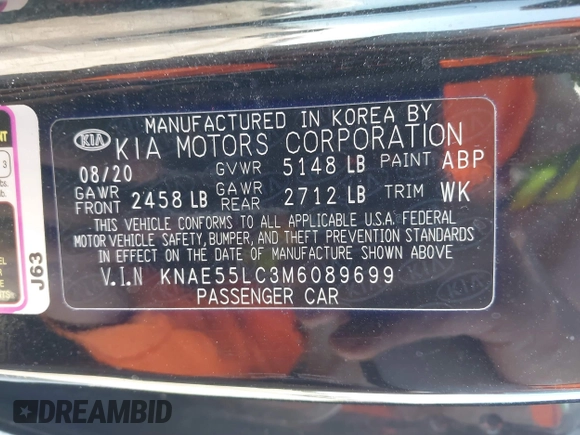 MANUFACTURED IN KOREA BY
KIA KIA MOTORS CORPORATION
08/20 GVWR 5148 LB PAINT ABP
GAWR FRONT 2458 LB GAWR REAR 2712 LB TRIM WK
THIS VEHICLE CONFORMS TO ALL APPLICABLE U.S.A. FEDERAL
MOTOR VEHICLE SAFETY, BUMPER, AND THEFT PREVENTION STANDARDS
IN EFFECT ON THE DATE OF MANUFACTURE SHOWN ABOVE
V.I.N KNAE55LC3M6089699
PASSENGER CAR
J63
DREAMBID